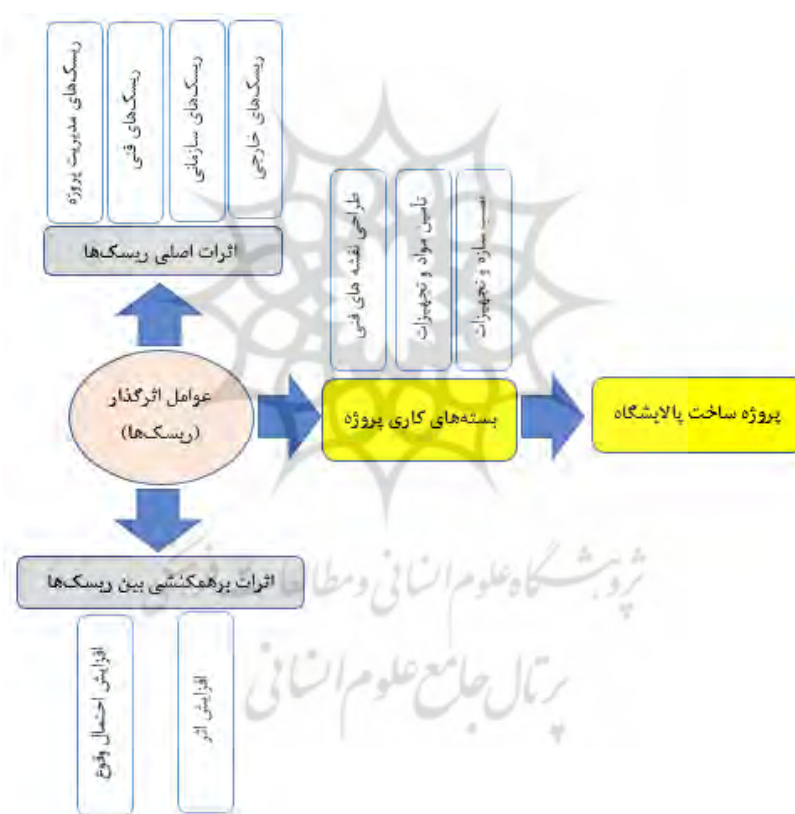 ریسک‌های خارجی
ریسک‌های سازمانی
ریسک‌های فنی
ریسک‌های مدیریت پروژه
اثرات اصلی ریسک‌ها
نصب سازه و تجهیزات
تامین مواد و تجهیزات
طراحی نقشه های فنی
عوامل اثرگذار
(ریسک‌ها)
بسته‌های کاری پروژه
پروژه ساخت پالایشگاه
اثرات برهمکنشی بین ریسک‌ها
افزایش اثر
افزایش احتمال وقوع
پژوهشگاه علوم انسانی و مطالعات فرهنگی
پرتال جامع علوم انسانی